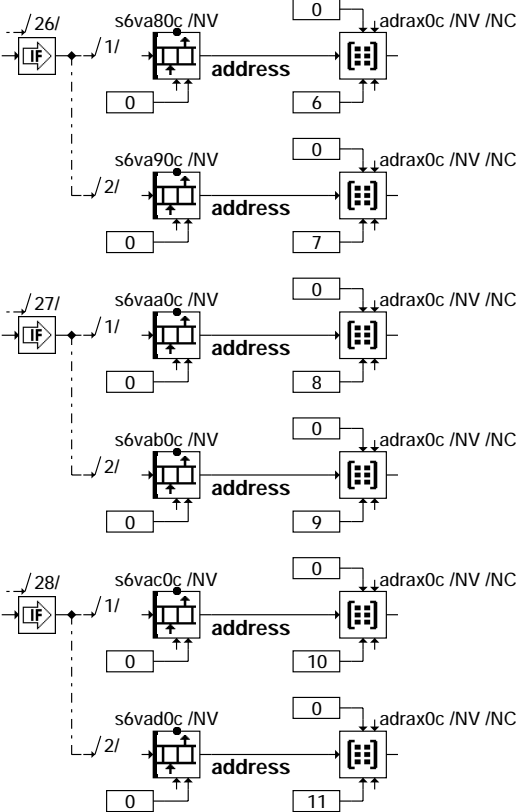 0
26/ s6va80c /NV adrax0c /NV /NC
IF 1/ address
0 6
0
s6va90c /NV adrax0c /NV /NC
2/ address
0 7
0
27/ s6vaa0c /NV adrax0c /NV /NC
IF 1/ address
0 8
0
s6vab0c /NV adrax0c /NV /NC
2/ address
0 9
0
28/ s6vac0c /NV adrax0c /NV /NC
IF 1/ address
0 10
0
s6vad0c /NV adrax0c /NV /NC
2/ address
0 11